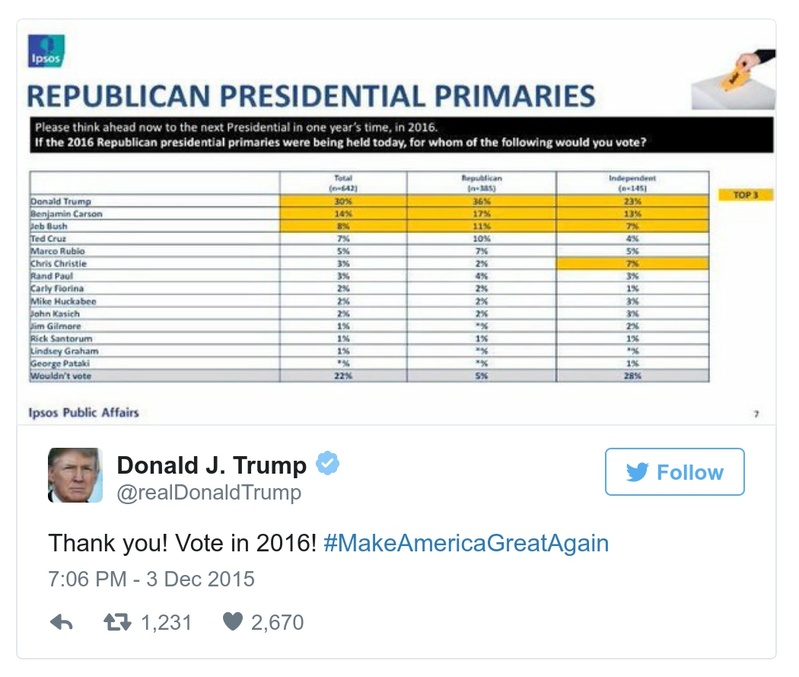 Ipsos
REPUBLICAN PRESIDENTIAL PRIMARIES
Please think ahead now to the next Presidential in one year's time, in 2016.
If the 2016 Republican presidential primaries were being held today, for whom of the following would you vote?
Total Republican Independent
(n=642) (n=385) (n=145)
TOP 3
Donald Trump 30% 36% 23%
Benjamin Carson 14% 17% 13%
Jeb Bush 8% 11% 7%
Ted Cruz 7% 10% 4%
Marco Rubio 5% 7% 5%
Chris Christie 3% 2% 7%
Rand Paul 3% 4% 3%
Carly Fiorina 2% 2% 1%
Mike Huckabee 2% 2% 3%
John Kasich 2% 2% 3%
Jim Gilmore 1% *% 2%
Rick Santorum 1% 1% 1%
Lindsey Graham 1% *% *%
George Pataki *% *% 1%
Wouldn't vote 22% 5% 28%
Ipsos Public Affairs 7
Donald J. Trump
@realDonaldTrump
Follow
Thank you! Vote in 2016! #MakeAmericaGreatAgain
7:06 PM - 3 Dec 2015
1,231 2,670